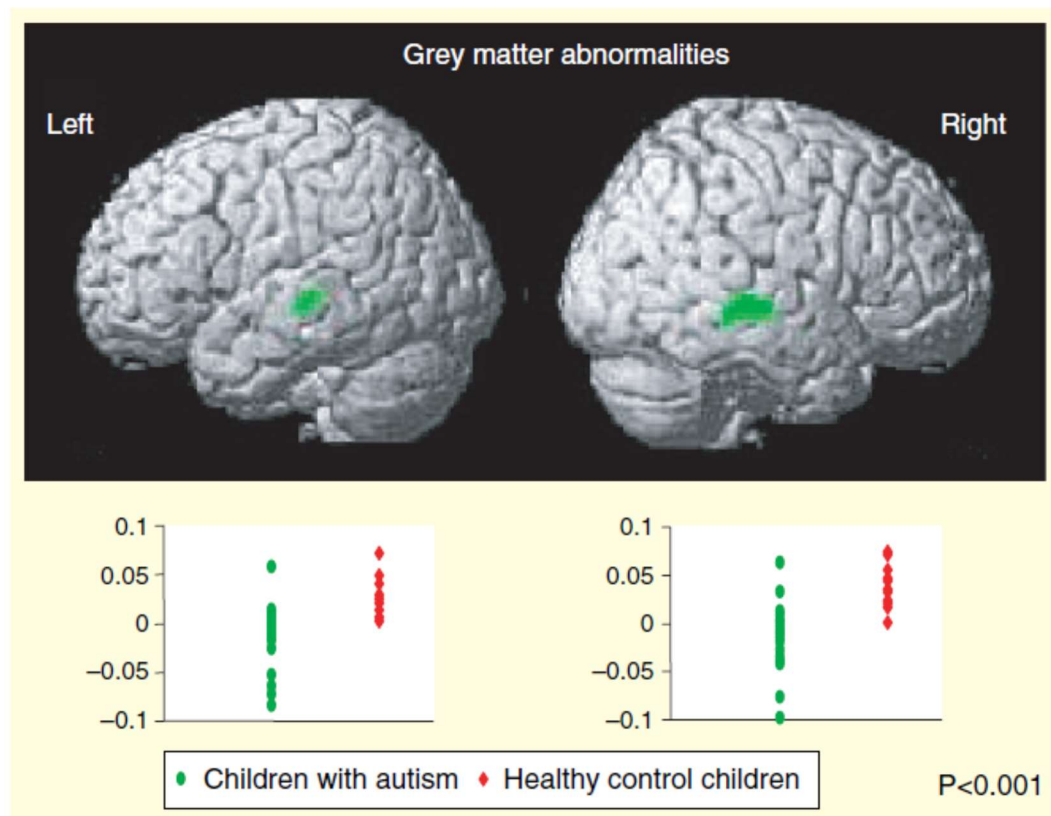 Grey matter abnormalities
Left
Right
0.1
0.05
0
−0.05
−0.1
0.1
0.05
0
−0.05
−0.1
Children with autism Healthy control children
P<0.001